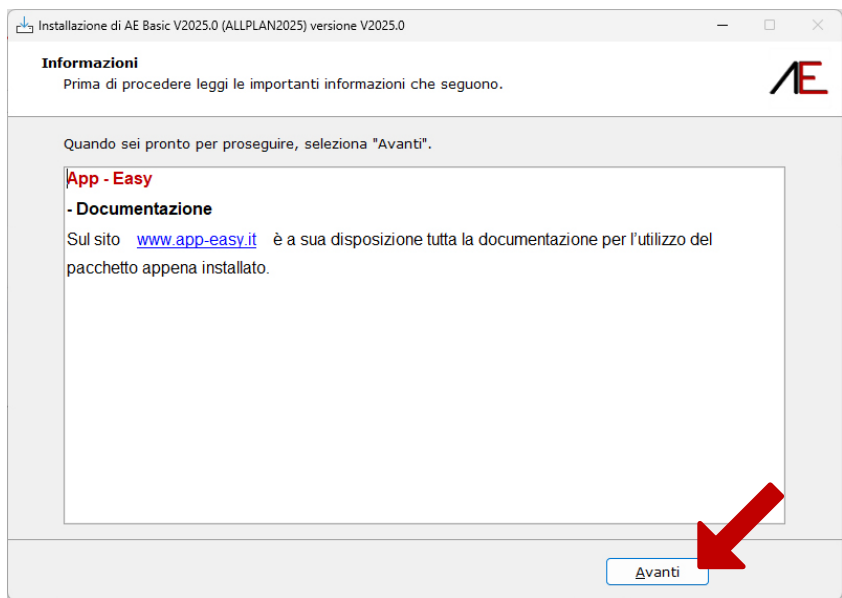 Installazione di AE Basic V2025.0 (ALLPLAN2025) versione V2025.0
Informazioni
Prima di procedere leggi le importanti informazioni che seguono.
AE
Quando sei pronto per proseguire, seleziona "Avanti".
App - Easy
- Documentazione
Sul sito www.app-easy.it è a sua disposizione tutta la documentazione per l’utilizzo del
pacchetto appena installato.
Avanti